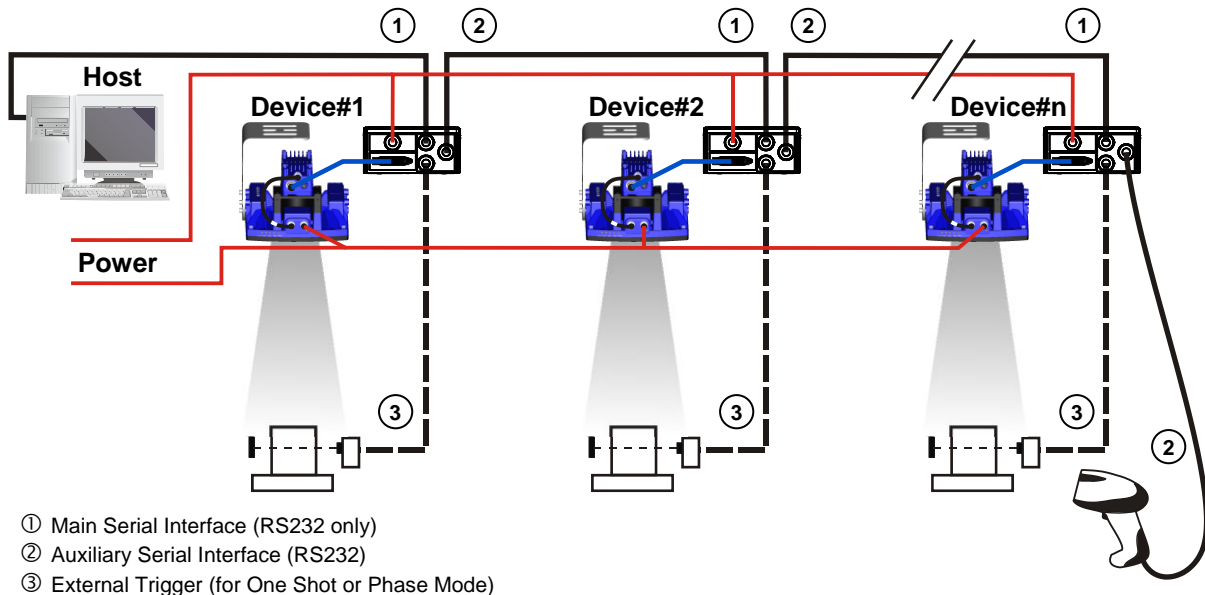 ① ② ① ② ①
Host
Device#1 Device#2 Device#n
Power
③ ③ ③
②
① Main Serial Interface (RS232 only)
② Auxiliary Serial Interface (RS232)
③ External Trigger (for One Shot or Phase Mode)